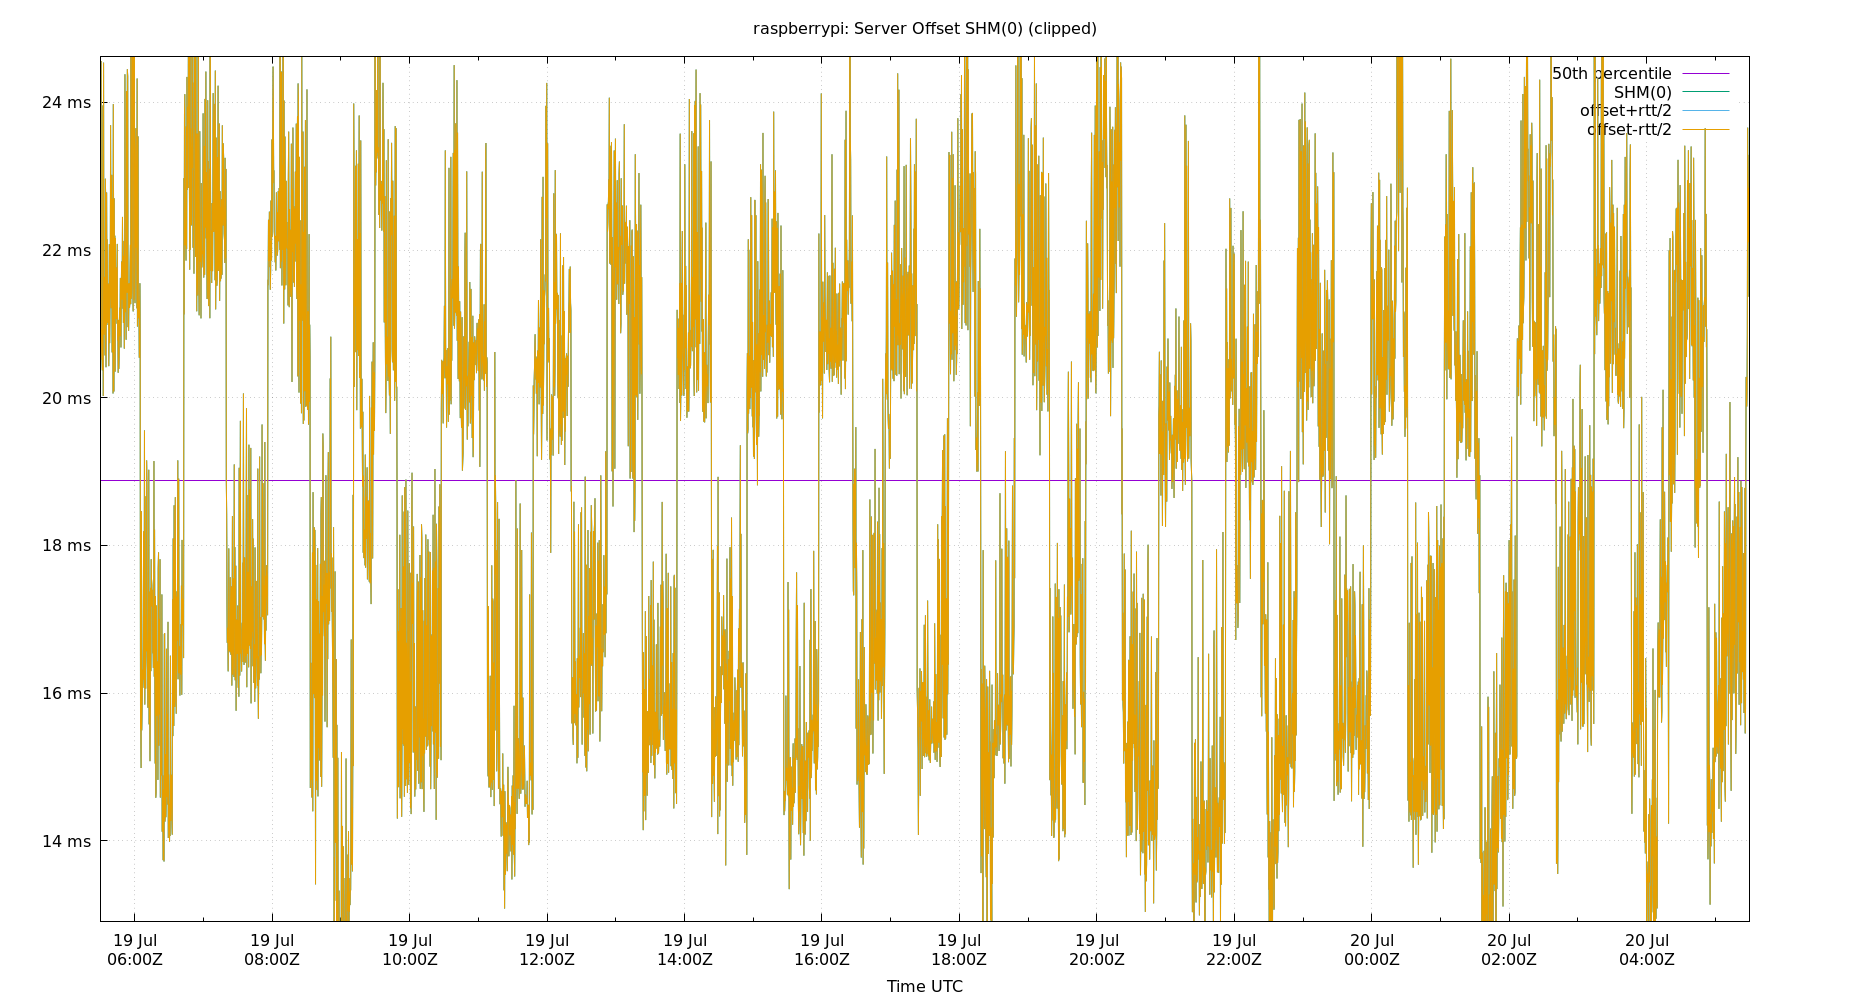 raspberrypi: Server Offset SHM(0) (clipped)
50th percentile
SHM(0)
offset+rtt/2
offset-rtt/2
24 ms
22 ms
20 ms
18 ms
16 ms
14 ms
19 Jul 19 Jul 19 Jul 19 Jul 19 Jul 19 Jul 19 Jul 19 Jul 19 Jul 20 Jul 20 Jul 20 Jul
06:00Z 08:00Z 10:00Z 12:00Z 14:00Z 16:00Z 18:00Z 20:00Z 22:00Z 00:00Z 02:00Z 04:00Z
Time UTC